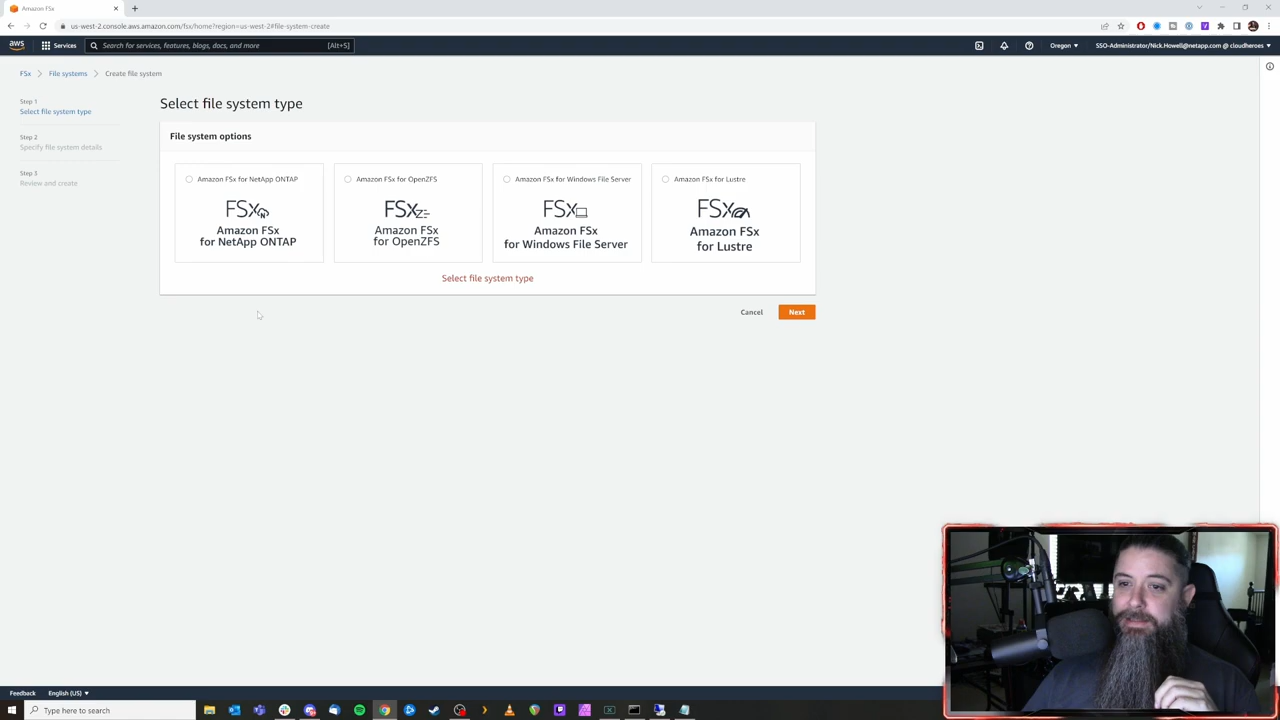 Amazon FSx
us-west-2.console.aws.amazon.com/fsx/home?region=us-west-2#file-system-create
aws
Services
Search for services, features, blogs, docs, and more
[Alt+S]
Oregon
SSO-Administrator/Nick.Howell@netapp.com @ cloudheroes
FSx
File systems
Create file system
Step 1
Select file system type
Step 2
Specify file system details
Step 3
Review and create
Select file system type
File system options
Amazon FSx for NetApp ONTAP
FSx
Amazon FSx
for NetApp ONTAP
Amazon FSx for OpenZFS
FSx
Amazon FSx
for OpenZFS
Amazon FSx for Windows File Server
FSx
Amazon FSx
for Windows File Server
Amazon FSx for Lustre
FSx
Amazon FSx
for Lustre
Select file system type
Cancel
Next
Feedback
English (US)
Type here to search